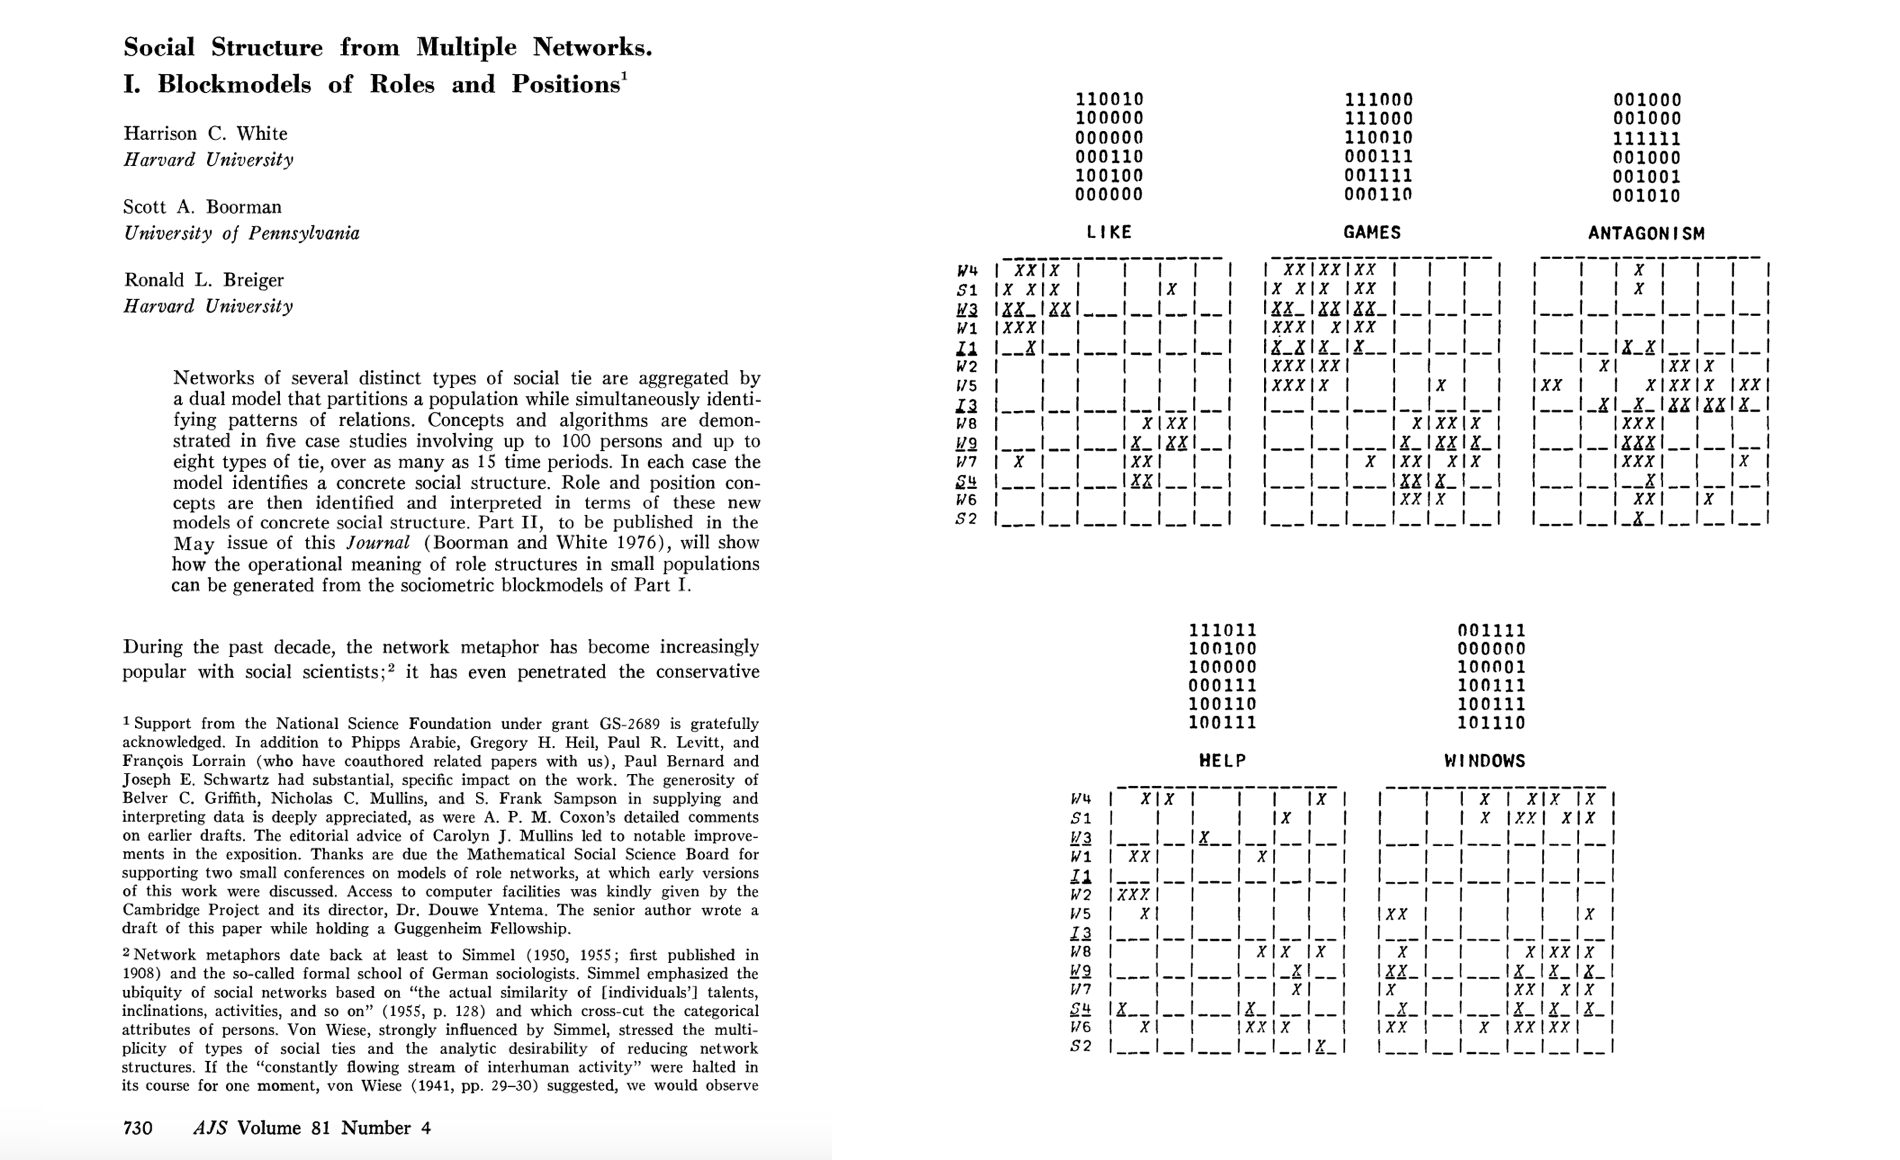 Social Structure from Multiple Networks.
I. Blockmodels of Roles and Positions¹
Harrison C. White
Harvard University
Scott A. Boorman
University of Pennsylvania
Ronald L. Breiger
Harvard University
Networks of several distinct types of social tie are aggregated by
a dual model that partitions a population while simultaneously identi-
fying patterns of relations. Concepts and algorithms are demon-
strated in five case studies involving up to 100 persons and up to
eight types of tie, over as many as 15 time periods. In each case the
model identifies a concrete social structure. Role and position con-
cepts are then identified and interpreted in terms of these new
models of concrete social structure. Part II, to be published in the
May issue of this Journal (Boorman and White 1976), will show
how the operational meaning of role structures in small populations
can be generated from the sociometric blockmodels of Part I.
During the past decade, the network metaphor has become increasingly
popular with social scientists;² it has even penetrated the conservative
¹ Support from the National Science Foundation under grant GS-2689 is gratefully
acknowledged. In addition to Phipps Arabie, Gregory H. Heil, Paul R. Levitt, and
François Lorrain (who have coauthored related papers with us), Paul Bernard and
Joseph E. Schwartz had substantial, specific impact on the work. The generosity of
Belver C. Griffith, Nicholas C. Mullins, and S. Frank Sampson in supplying and
interpreting data is deeply appreciated, as were A. P. M. Coxon's detailed comments
on earlier drafts. The editorial advice of Carolyn J. Mullins led to notable improve-
ments in the exposition. Thanks are due the Mathematical Social Science Board for
supporting two small conferences on models of role networks, at which early versions
of this work were discussed. Access to computer facilities was kindly given by the
Cambridge Project and its director, Dr. Douwe Yntema. The senior author wrote a
draft of this paper while holding a Guggenheim Fellowship.
² Network metaphors date back at least to Simmel (1950, 1955; first published in
1908) and the so-called formal school of German sociologists. Simmel emphasized the
ubiquity of social networks based on "the actual similarity of [individuals'] talents,
inclinations, activities, and so on" (1955, p. 128) and which cross-cut the categorical
attributes of persons. Von Wiese, strongly influenced by Simmel, stressed the multi-
plicity of types of social ties and the analytic desirability of reducing network
structures. If the "constantly flowing stream of interhuman activity" were halted in
its course for one moment, von Wiese (1941, pp. 29-30) suggested, we would observe
730 AJS Volume 81 Number 4
110010 111000 001000
100000 111000 001000
000000 110010 111111
000110 000111 001000
100100 001111 001001
000000 000110 001010
LIKE GAMES ANTAGONISM
W4
S1
W3
W1
I1
W2
W5
I3
W8
W9
W7
S4
W6
S2
111011 001111
100100 000000
100000 100001
000111 100111
100110 100111
100111 101110
HELP WINDOWS
W4
S1
W3
W1
I1
W2
W5
I3
W8
W9
W7
S4
W6
S2